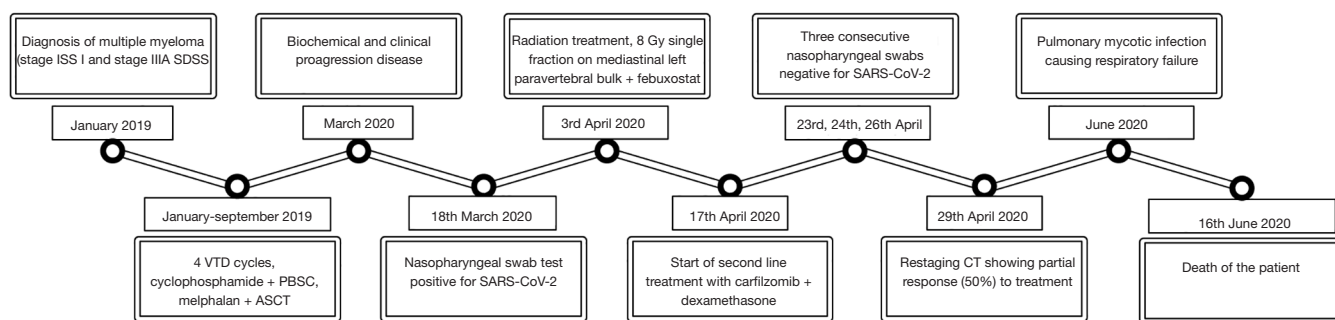 Diagnosis of multiple myeloma
(stage ISS I and stage IIIA SDSS
January 2019
January-september 2019
4 VTD cycles,
cyclophosphamide + PBSC,
melphalan + ASCT
Biochemical and clinical
proagression disease
March 2020
18th March 2020
Nasopharyngeal swab test
positive for SARS-CoV-2
Radiation treatment, 8 Gy single
fraction on mediastinal left
paravertebral bulk + febuxostat
3rd April 2020
17th April 2020
Start of second line
treatment with carfilzomib +
dexamethasone
Three consecutive
nasopharyngeal swabs
negative for SARS-CoV-2
23rd, 24th, 26th April
29th April 2020
Restaging CT showing partial
response (50%) to treatment
Pulmonary mycotic infection
causing respiratory failure
June 2020
16th June 2020
Death of the patient